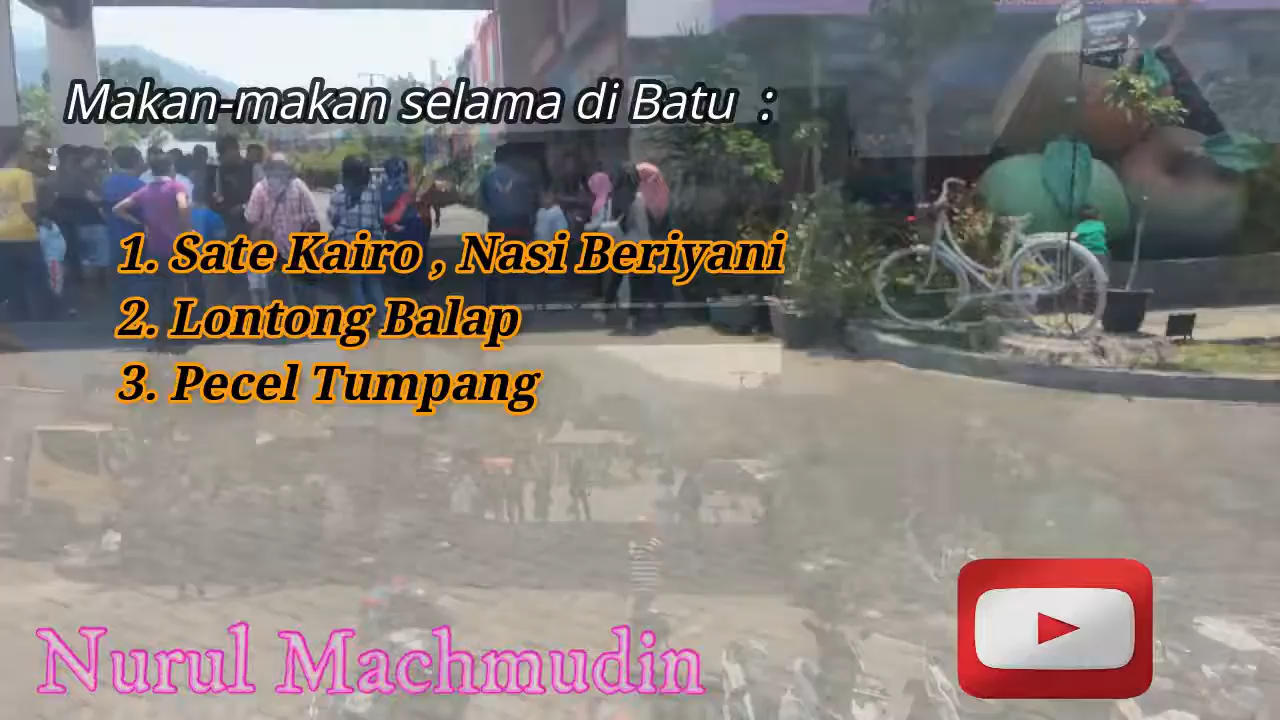 Makan-makan selama di Batu :
1. Sate Kairo , Nasi Beriyani
2. Lontong Balap
3. Pecel Tumpang
Nurul Machmudin